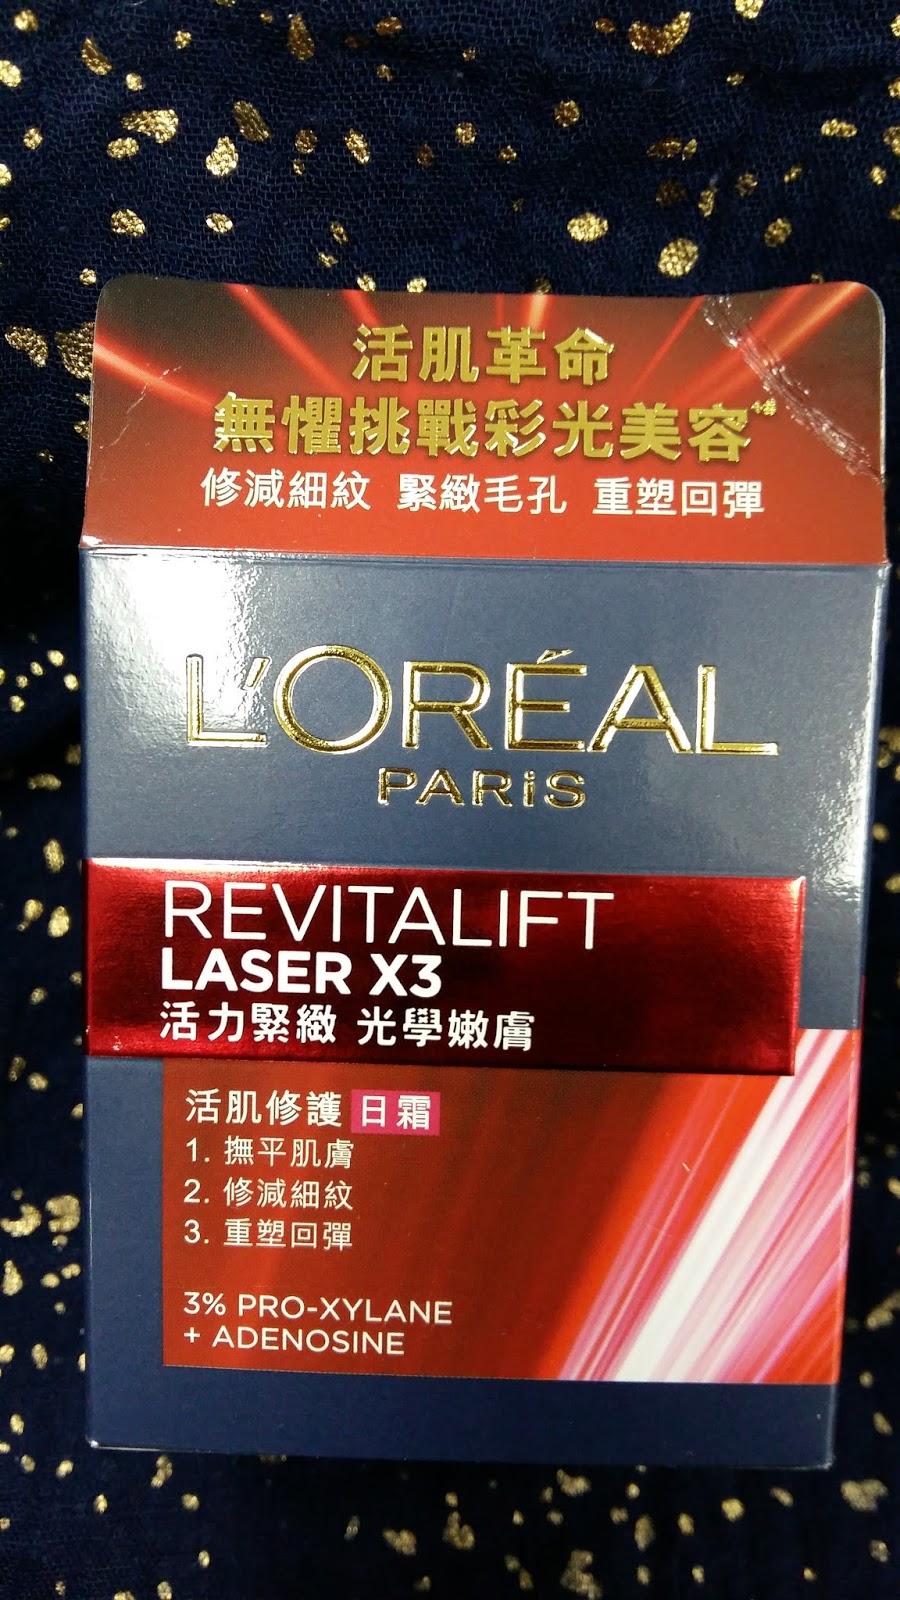 活肌革命
無懼挑戰彩光美容
修減細紋 緊緻毛孔 重塑回彈
L'ORÉAL
PARiS
REVITALIFT
LASER X3
活力緊緻 光學嫩膚
活肌修護 日霜
1. 撫平肌膚
2. 修減細紋
3. 重塑回彈
3% PRO-XYLANE
+ ADENOSINE